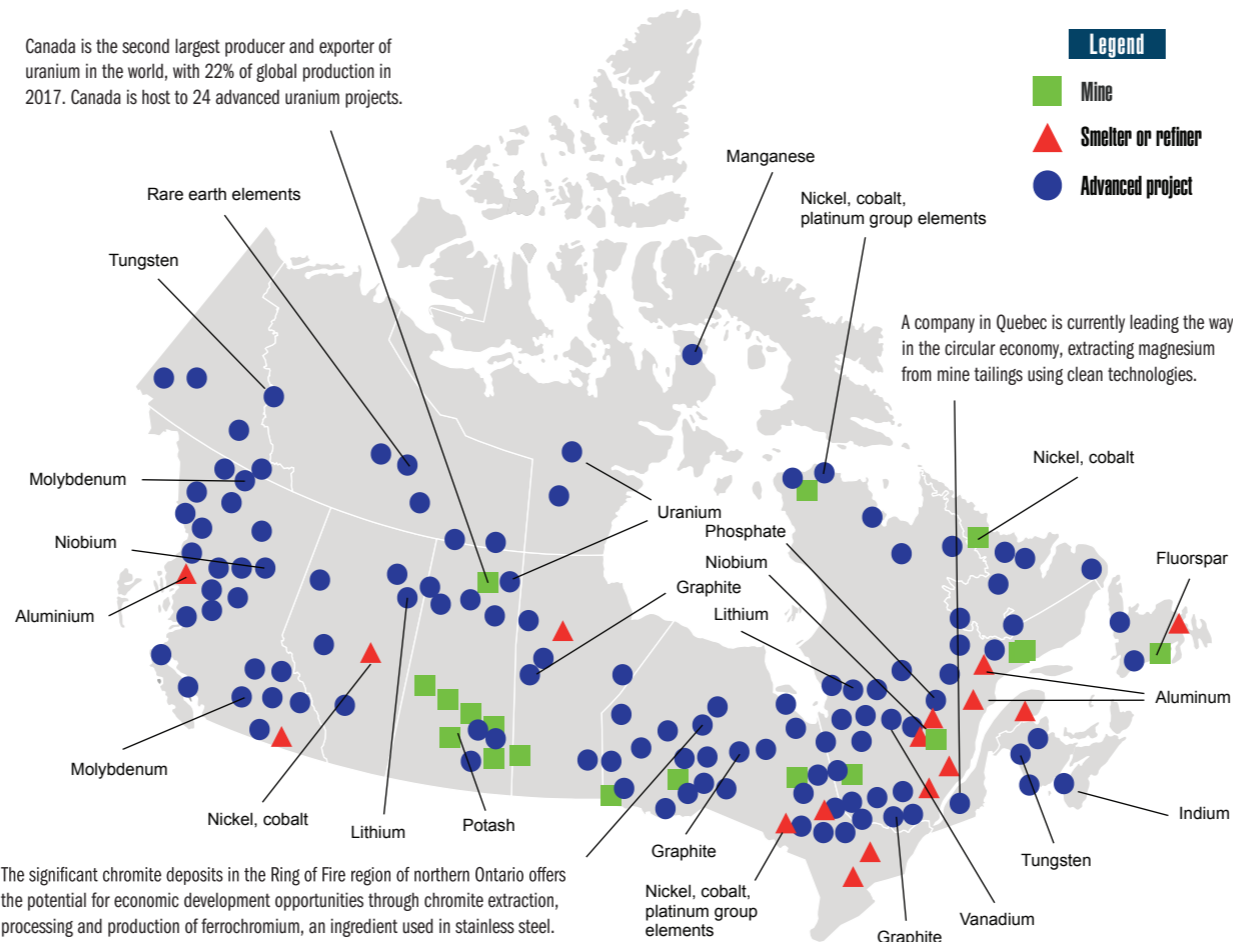 Canada is the second largest producer and exporter of
uranium in the world, with 22% of global production in
2017. Canada is host to 24 advanced uranium projects.
Legend
Mine
Smelter or refiner
Advanced project
Manganese
Rare earth elements
Nickel, cobalt,
platinum group elements
Tungsten
A company in Quebec is currently leading the way
in the circular economy, extracting magnesium
from mine tailings using clean technologies.
Molybdenum
Nickel, cobalt
Uranium
Phosphate
Niobium
Niobium
Fluorspar
Graphite
Aluminium
Lithium
Aluminum
Molybdenum
Nickel, cobalt
Lithium
Potash
Indium
Graphite
Tungsten
The significant chromite deposits in the Ring of Fire region of northern Ontario offers
the potential for economic development opportunities through chromite extraction,
processing and production of ferrochromium, an ingredient used in stainless steel.
Nickel, cobalt,
platinum group
elements
Vanadium
Graphite